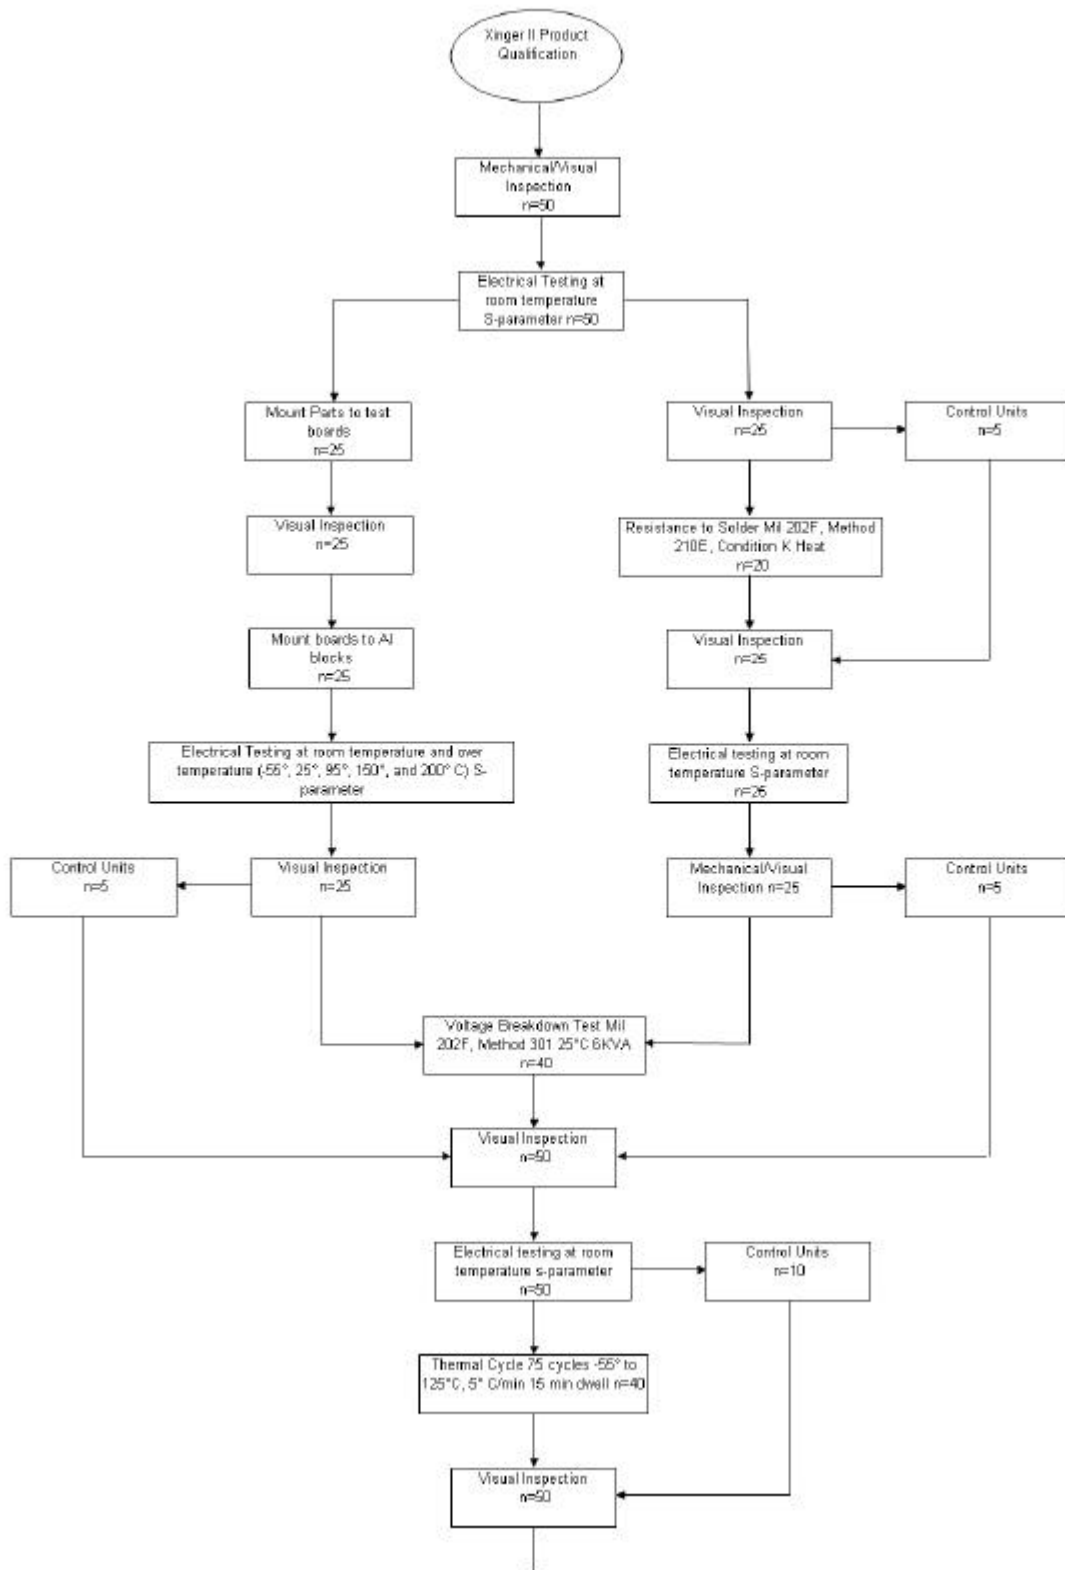 Xinger II Product
Qualification
Mechanical/Visual
Inspection
n=50
Electrical Testing at
room temperature
S-parameter n=50
Mount Parts to test
boards
n=25
Visual Inspection
n=25
Control Units
n=5
Visual Inspection
n=25
Resistance to Solder Mil 202F, Method
210E, Condition K Heat
n=20
Mount boards to Al
blocks
n=25
Visual Inspection
n=25
Electrical Testing at room temperature and over
temperature (-55°, 25°, 95°, 150°, and 200° C) S-
parameter
Electrical testing at room
temperature S-parameter
n=25
Control Units
n=5
Visual Inspection
n=25
Mechanical/Visual
Inspection n=25
Control Units
n=5
Voltage Breakdown Test Mil
202F, Method 301 25°C 5KVA
n=40
Visual Inspection
n=50
Electrical testing at room
temperature s-parameter
n=50
Control Units
n=10
Thermal Cycle 75 cycles -55° to
125°C, 5° C/min 15 min dwell n=40
Visual Inspection
n=50